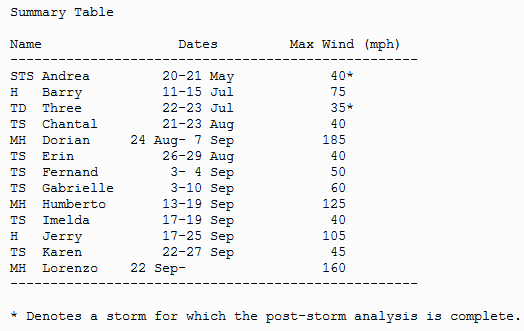 Summary Table
Name Dates Max Wind (mph)
---------------------------------------------------
STS Andrea 20-21 May 40*
H Barry 11-15 Jul 75
TD Three 22-23 Jul 35*
TS Chantal 21-23 Aug 40
MH Dorian 24 Aug- 7 Sep 185
TS Erin 26-29 Aug 40
TS Fernand 3- 4 Sep 50
TS Gabrielle 3-10 Sep 60
MH Humberto 13-19 Sep 125
TS Imelda 17-19 Sep 40
H Jerry 17-25 Sep 105
TS Karen 22-27 Sep 45
MH Lorenzo 22 Sep- 160
---------------------------------------------------
* Denotes a storm for which the post-storm analysis is complete.